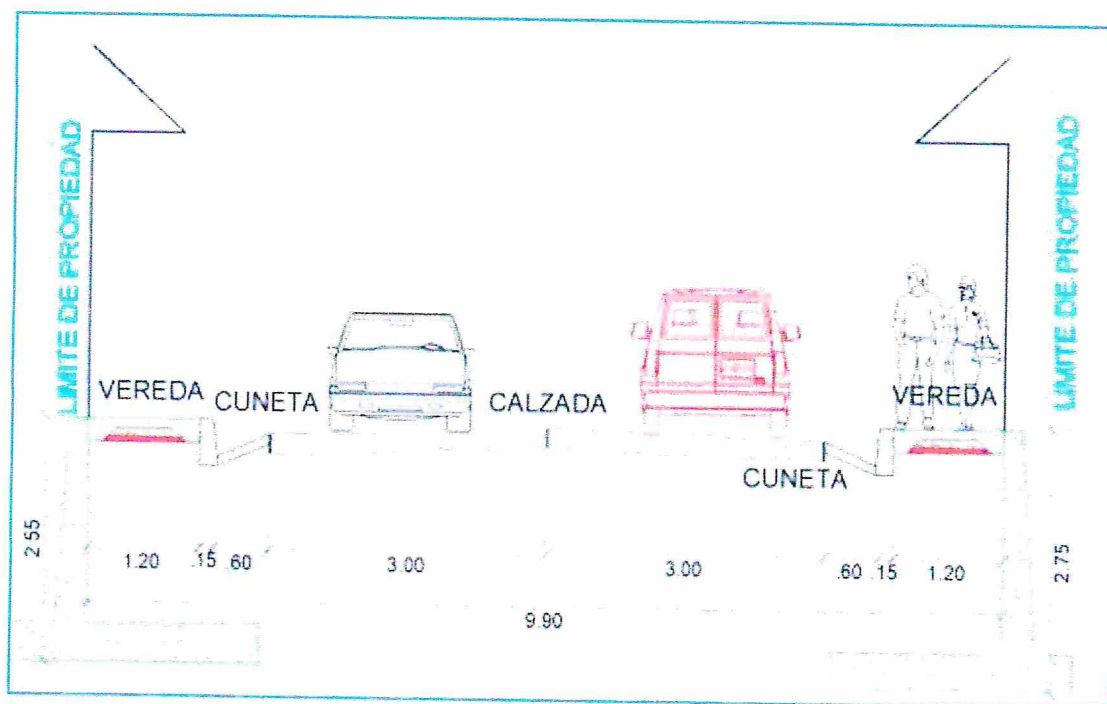 LIMITE DE PROPIEDAD
LIMITE DE PROPIEDAD
VEREDA
CUNETA
CALZADA
VEREDA
CUNETA
2.55
1.20
.15
.60
3.00
3.00
.60
.15
1.20
2.75
9.90